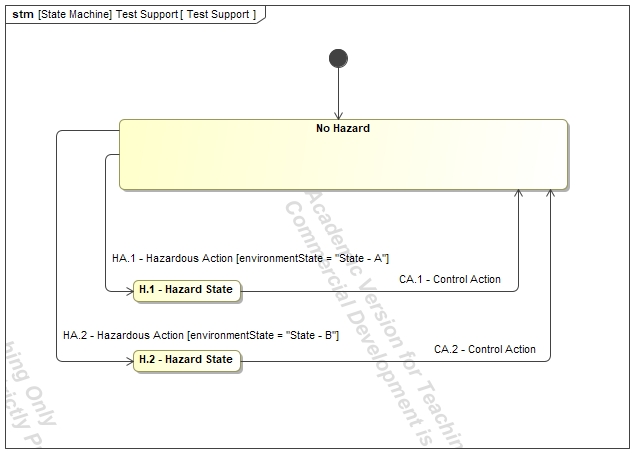 stm [State Machine] Test Support[ Test Support ]
No Hazard
HA.1 - Hazardous Action [environmentState = "State - A"]
CA.1 - Control Action
H.1 - Hazard State
HA.2 - Hazardous Action [environmentState = "State - B"]
CA.2 - Control Action
H.2 - Hazard State
Academic Version for Teaching
Commercial Development is
hing Only
rictly P